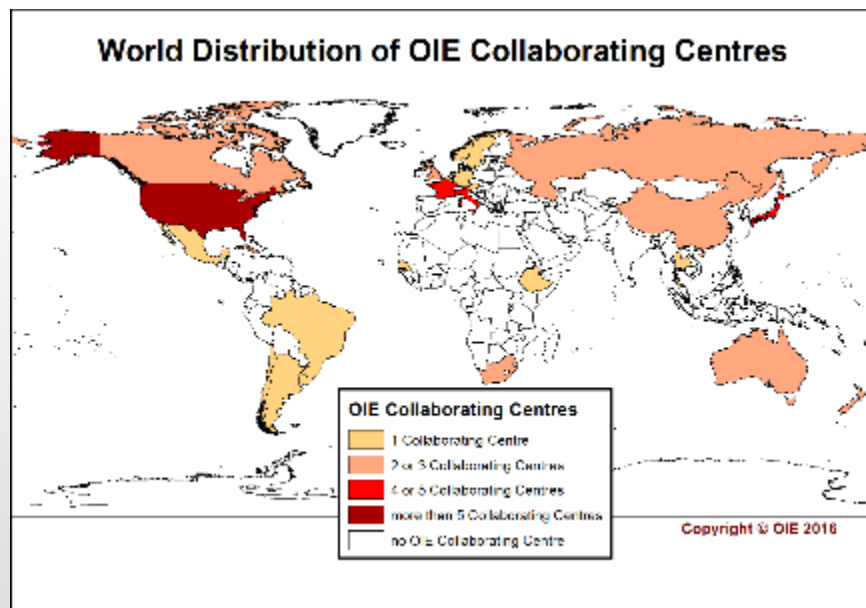 World Distribution of OIE Collaborating Centres
OIE Collaborating Centres
1 Collaborating Centre
2 or 3 Collaborating Centres
4 or 5 Collaborating Centres
more than 5 Collaborating Centres
no OIE Collaborating Centre
Copyright © OIE 2016